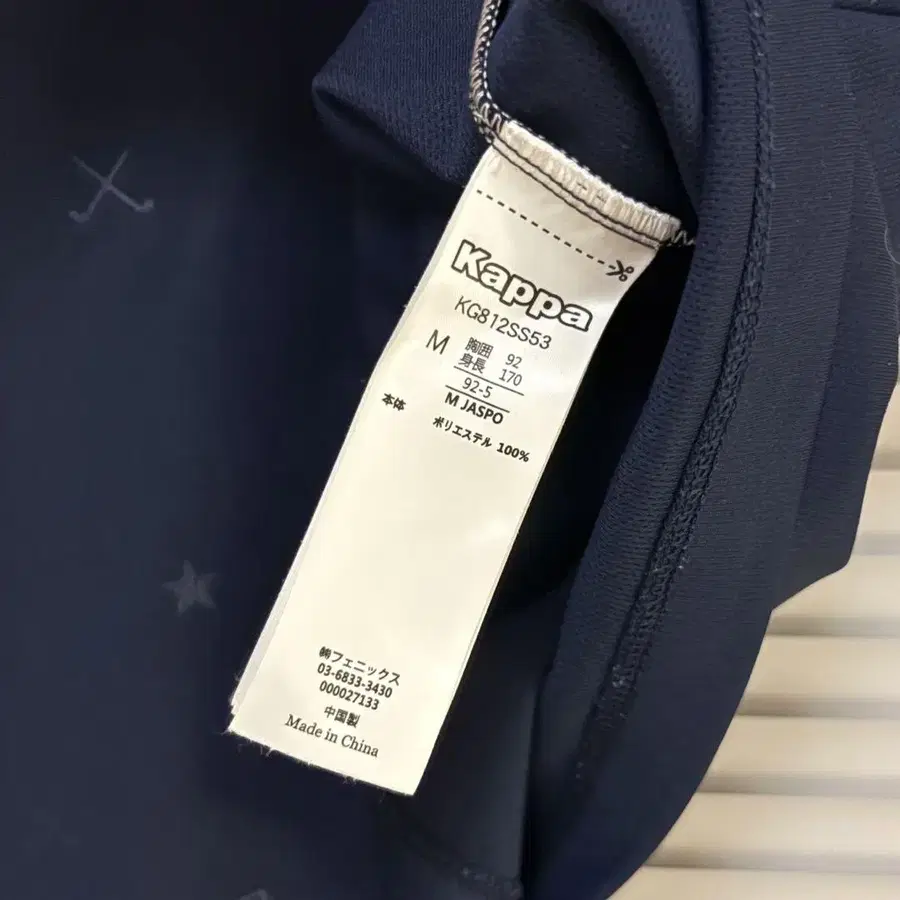 Kappa
KG812SS53
M 胸囲 92
身長 170
92-5
M JASPO
本体 ポリエステル 100%
㈱フェニックス
03-6833-3430
000027133
中国製
Made in China